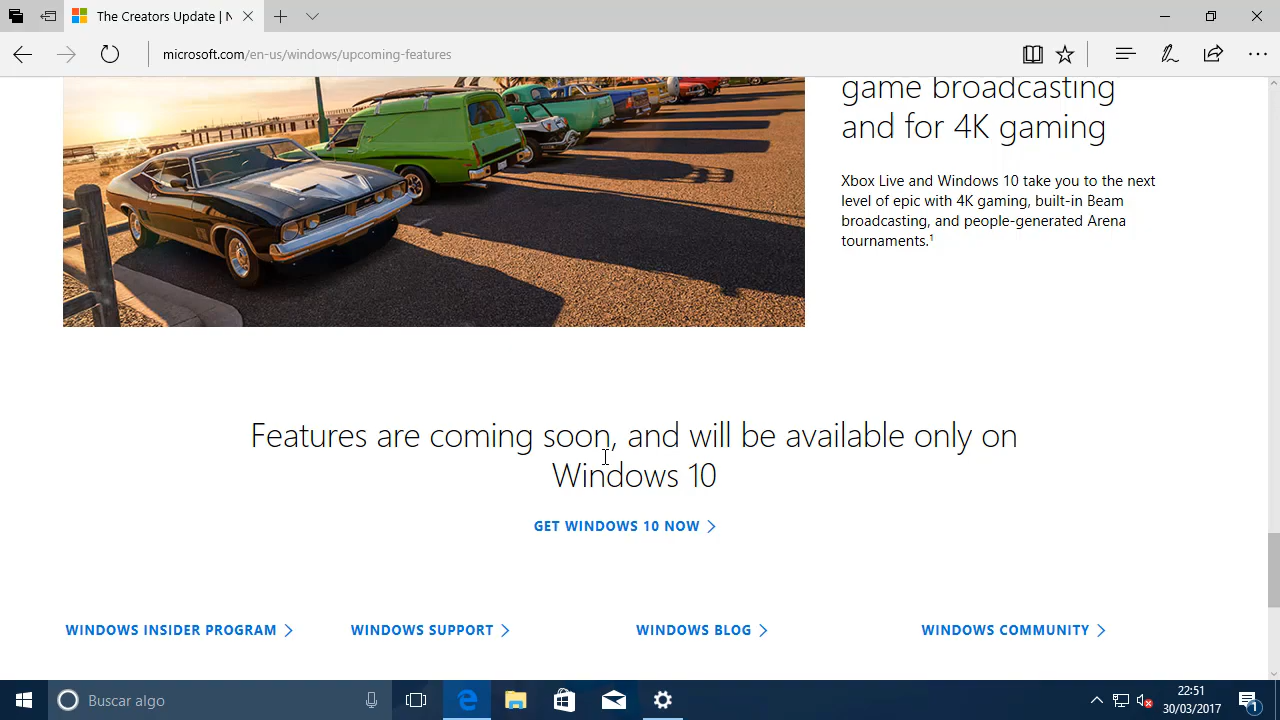 The Creators Update | N
microsoft.com/en-us/windows/upcoming-features
game broadcasting
and for 4K gaming
Xbox Live and Windows 10 take you to the next
level of epic with 4K gaming, built-in Beam
broadcasting, and people-generated Arena
tournaments.¹
Features are coming soon, and will be available only on
Windows 10
GET WINDOWS 10 NOW
WINDOWS INSIDER PROGRAM
WINDOWS SUPPORT
WINDOWS BLOG
WINDOWS COMMUNITY
Buscar algo
22:51
30/03/2017
1